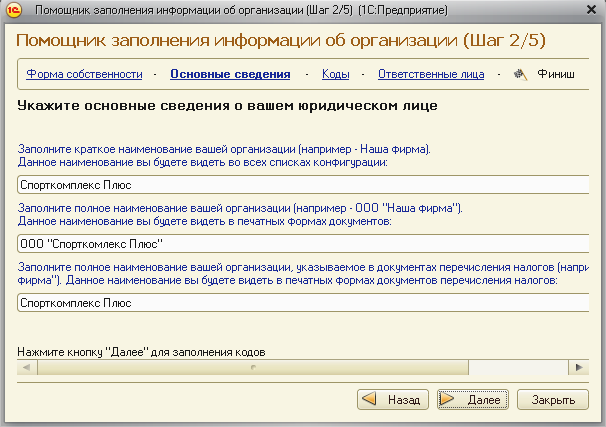 1С Помощник заполнения информации об организации (Шаг 2/5) (1С:Предприятие)
Помощник заполнения информации об организации (Шаг 2/5)
Форма собственности - Основные сведения - Коды - Ответственные лица - Финиш
Укажите основные сведения о вашем юридическом лице
Заполните краткое наименование вашей организации (например - Наша фирма).
Данное наименование вы будете видеть во всех списках конфигурации:
Спорткомплекс Плюс
Заполните полное наименование вашей организации (например - ООО "Наша фирма").
Данное наименование вы будете видеть в печатных формах документов:
ООО "Спорткомлекс Плюс"
Заполните полное наименование вашей организации, указываемое в документах перечисления налогов (напри
фирма"). Данное наименование вы будете видеть в печатных формах документов перечисления налогов:
Спорткомплекс Плюс
Нажмите кнопку "Далее" для заполнения кодов
Назад Далее Закрыть